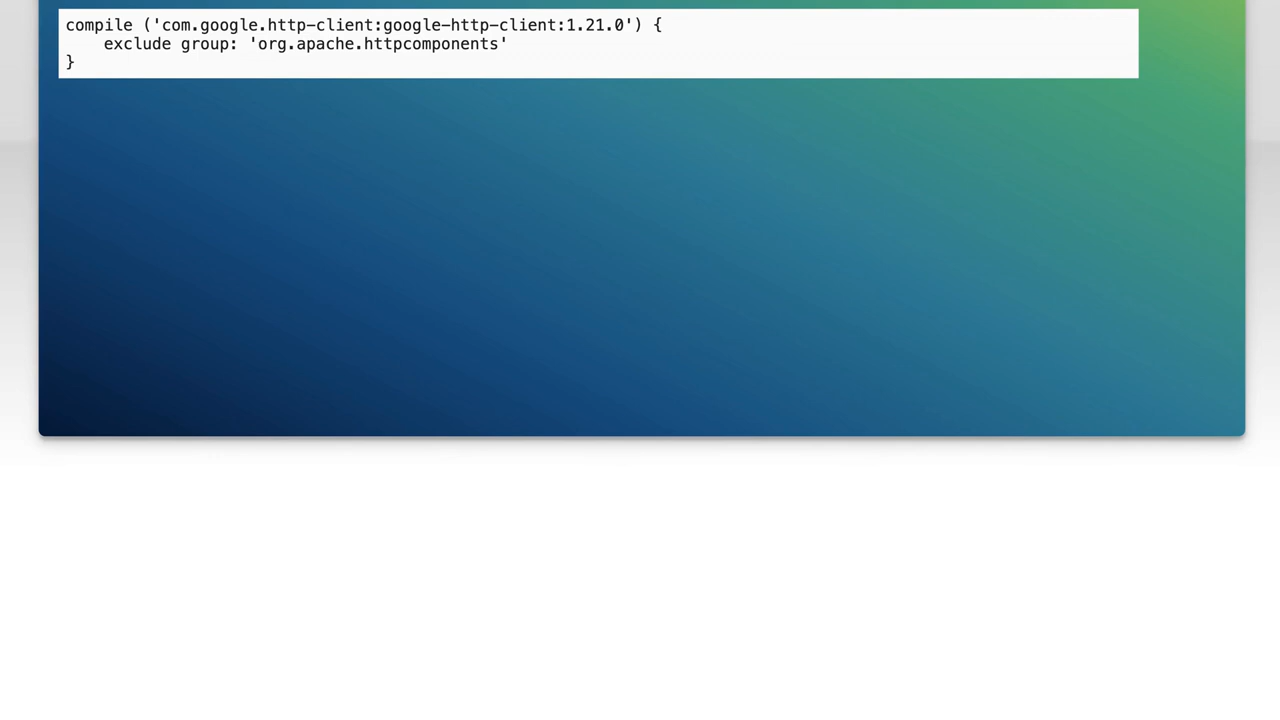 compile ('com.google.http-client:google-http-client:1.21.0') {
    exclude group: 'org.apache.httpcomponents'
}